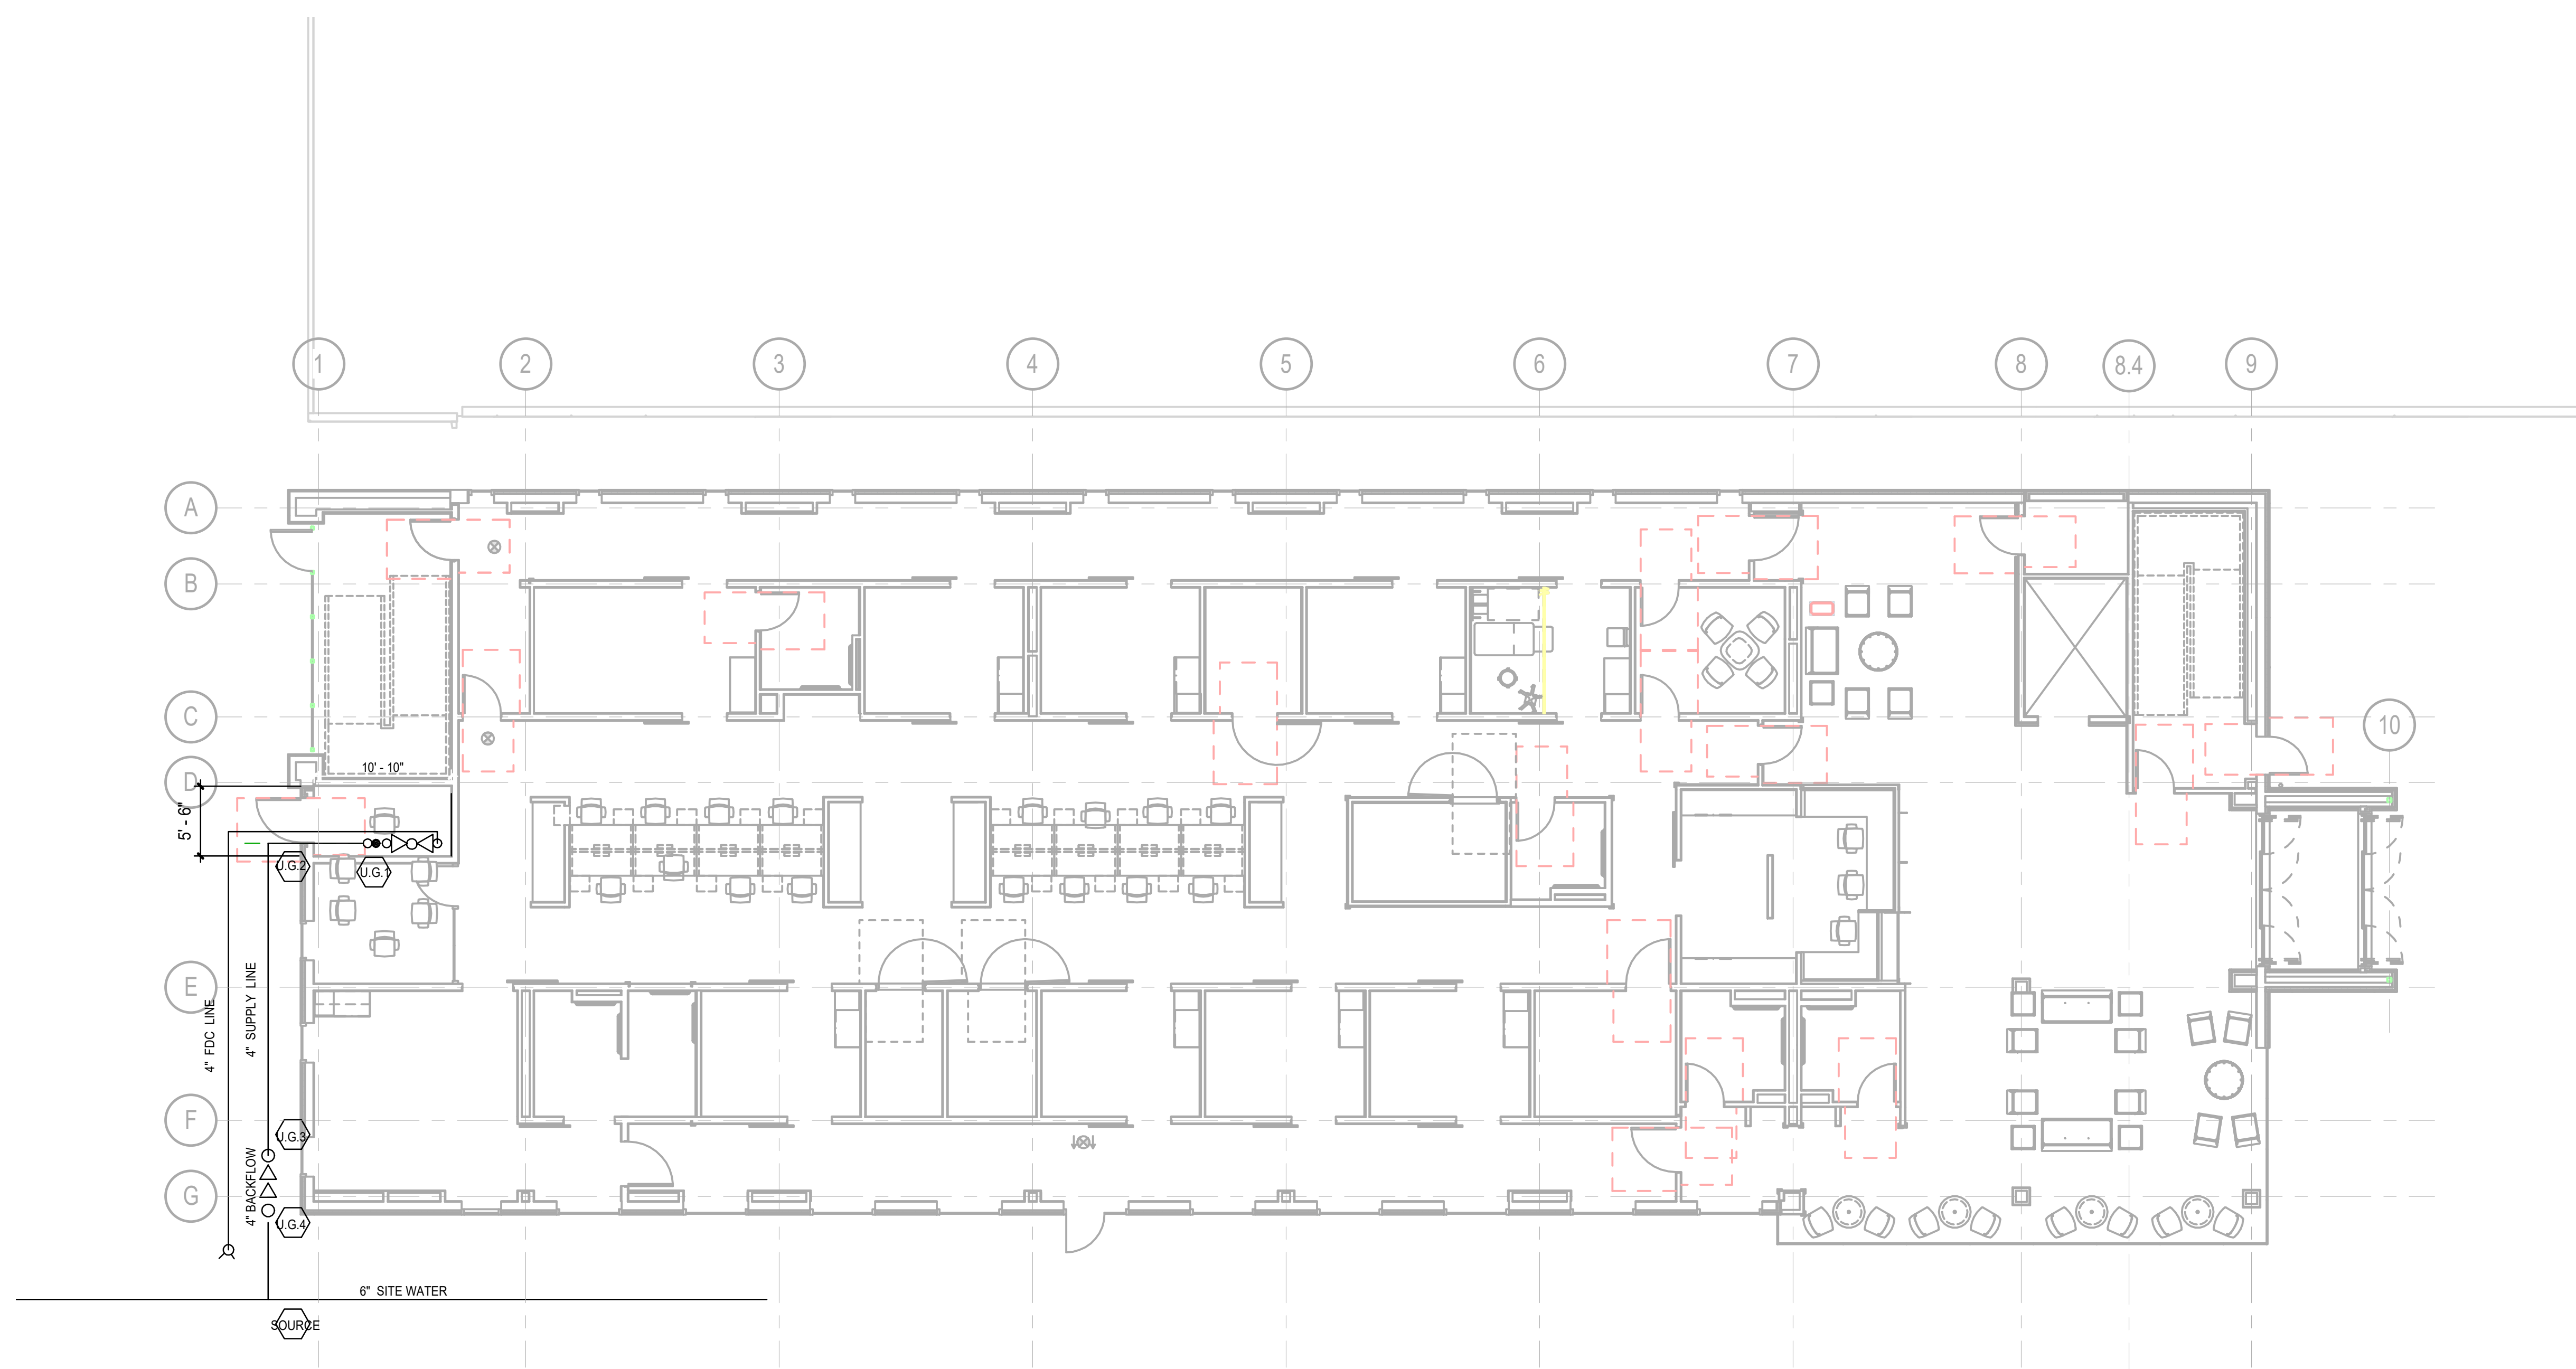 1
2
3
4
5
6
7
8
8.4
9
A
B
C
10
D
10' - 10"
5' - 6"
U.G.2
U.G.1
E
4" FDC LINE
4" SUPPLY LINE
F
U.G.3
4" BACKFLOW
G
U.G.4
6" SITE WATER
SOURCE